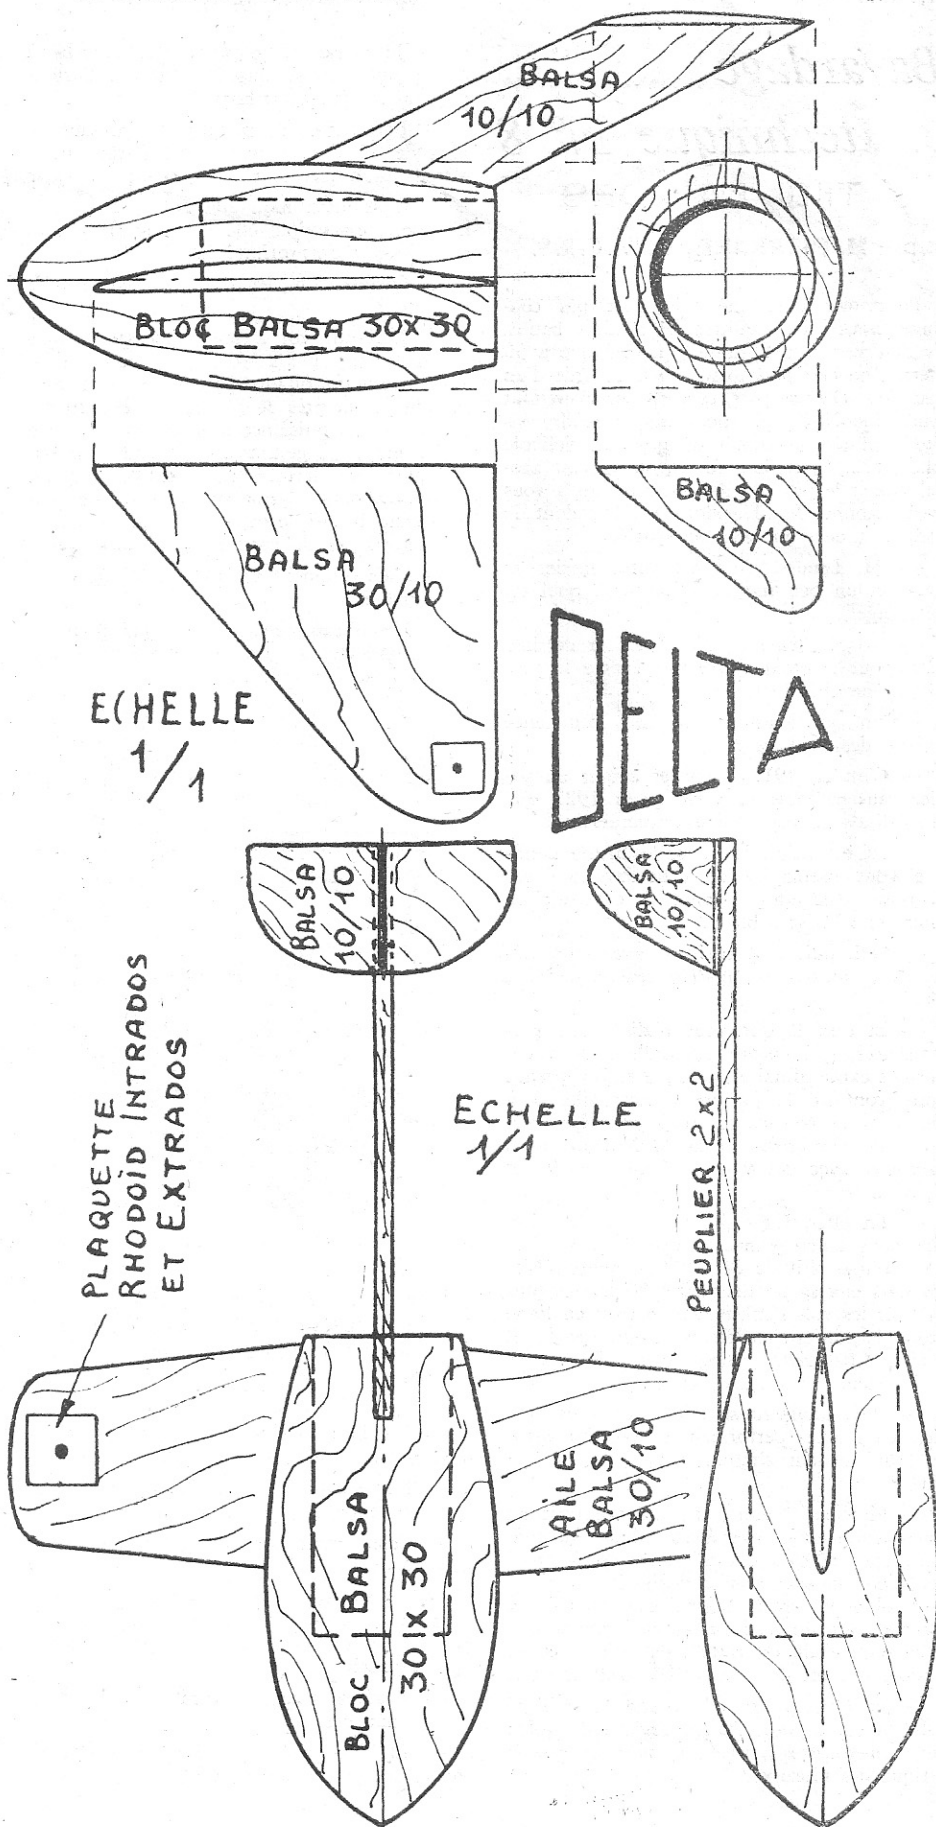 BALSA
10/10
BLOC BALSA 30x30
BALSA
10/10
BALSA
30/10
ECHELLE
1/1
DELTA
BALSA
10/10
BALSA
10/10
PLAQUETTE
RHODOÏD INTRADOS
ET EXTRADOS
ECHELLE
1/1
PEUPLIER 2x2
AILE
BALSA
30/10
BLOC BALSA
30 x 30